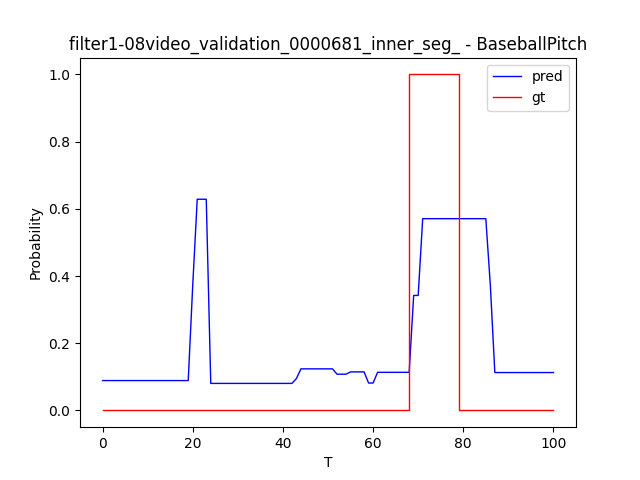 filter1-08video_validation_0000681_inner_seg_ - BaseballPitch
pred
gt
1.0
0.8
0.6
0.4
0.2
0.0
Probability
0
20
40
60
80
100
T